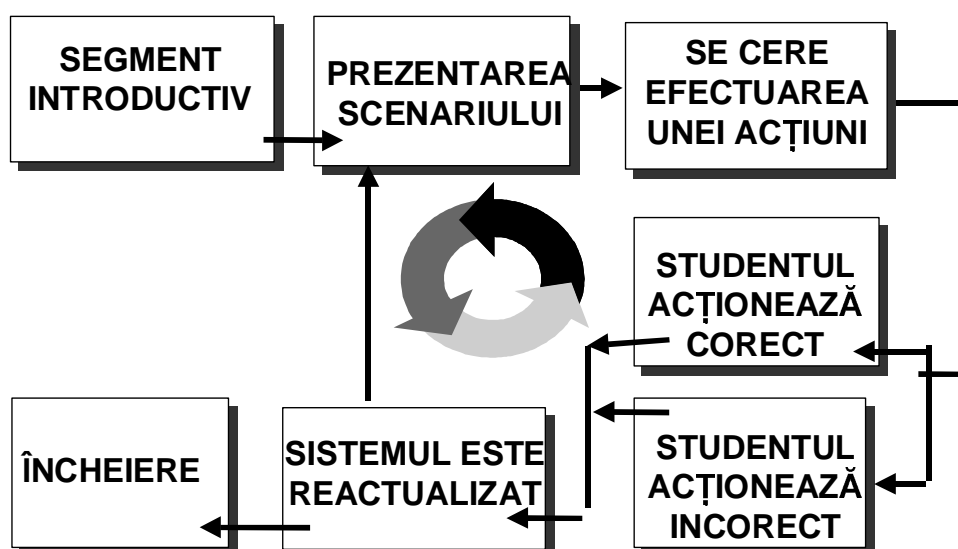 SEGMENT
INTRODUCTIV
PREZENTAREA
SCENARIULUI
SE CERE
EFECTUAREA
UNEI ACȚIUNI
STUDENTUL
ACȚIONEAZĂ
CORECT
STUDENTUL
ACȚIONEAZĂ
INCORECT
SISTEMUL ESTE
REACTUALIZAT
ÎNCHEIERE